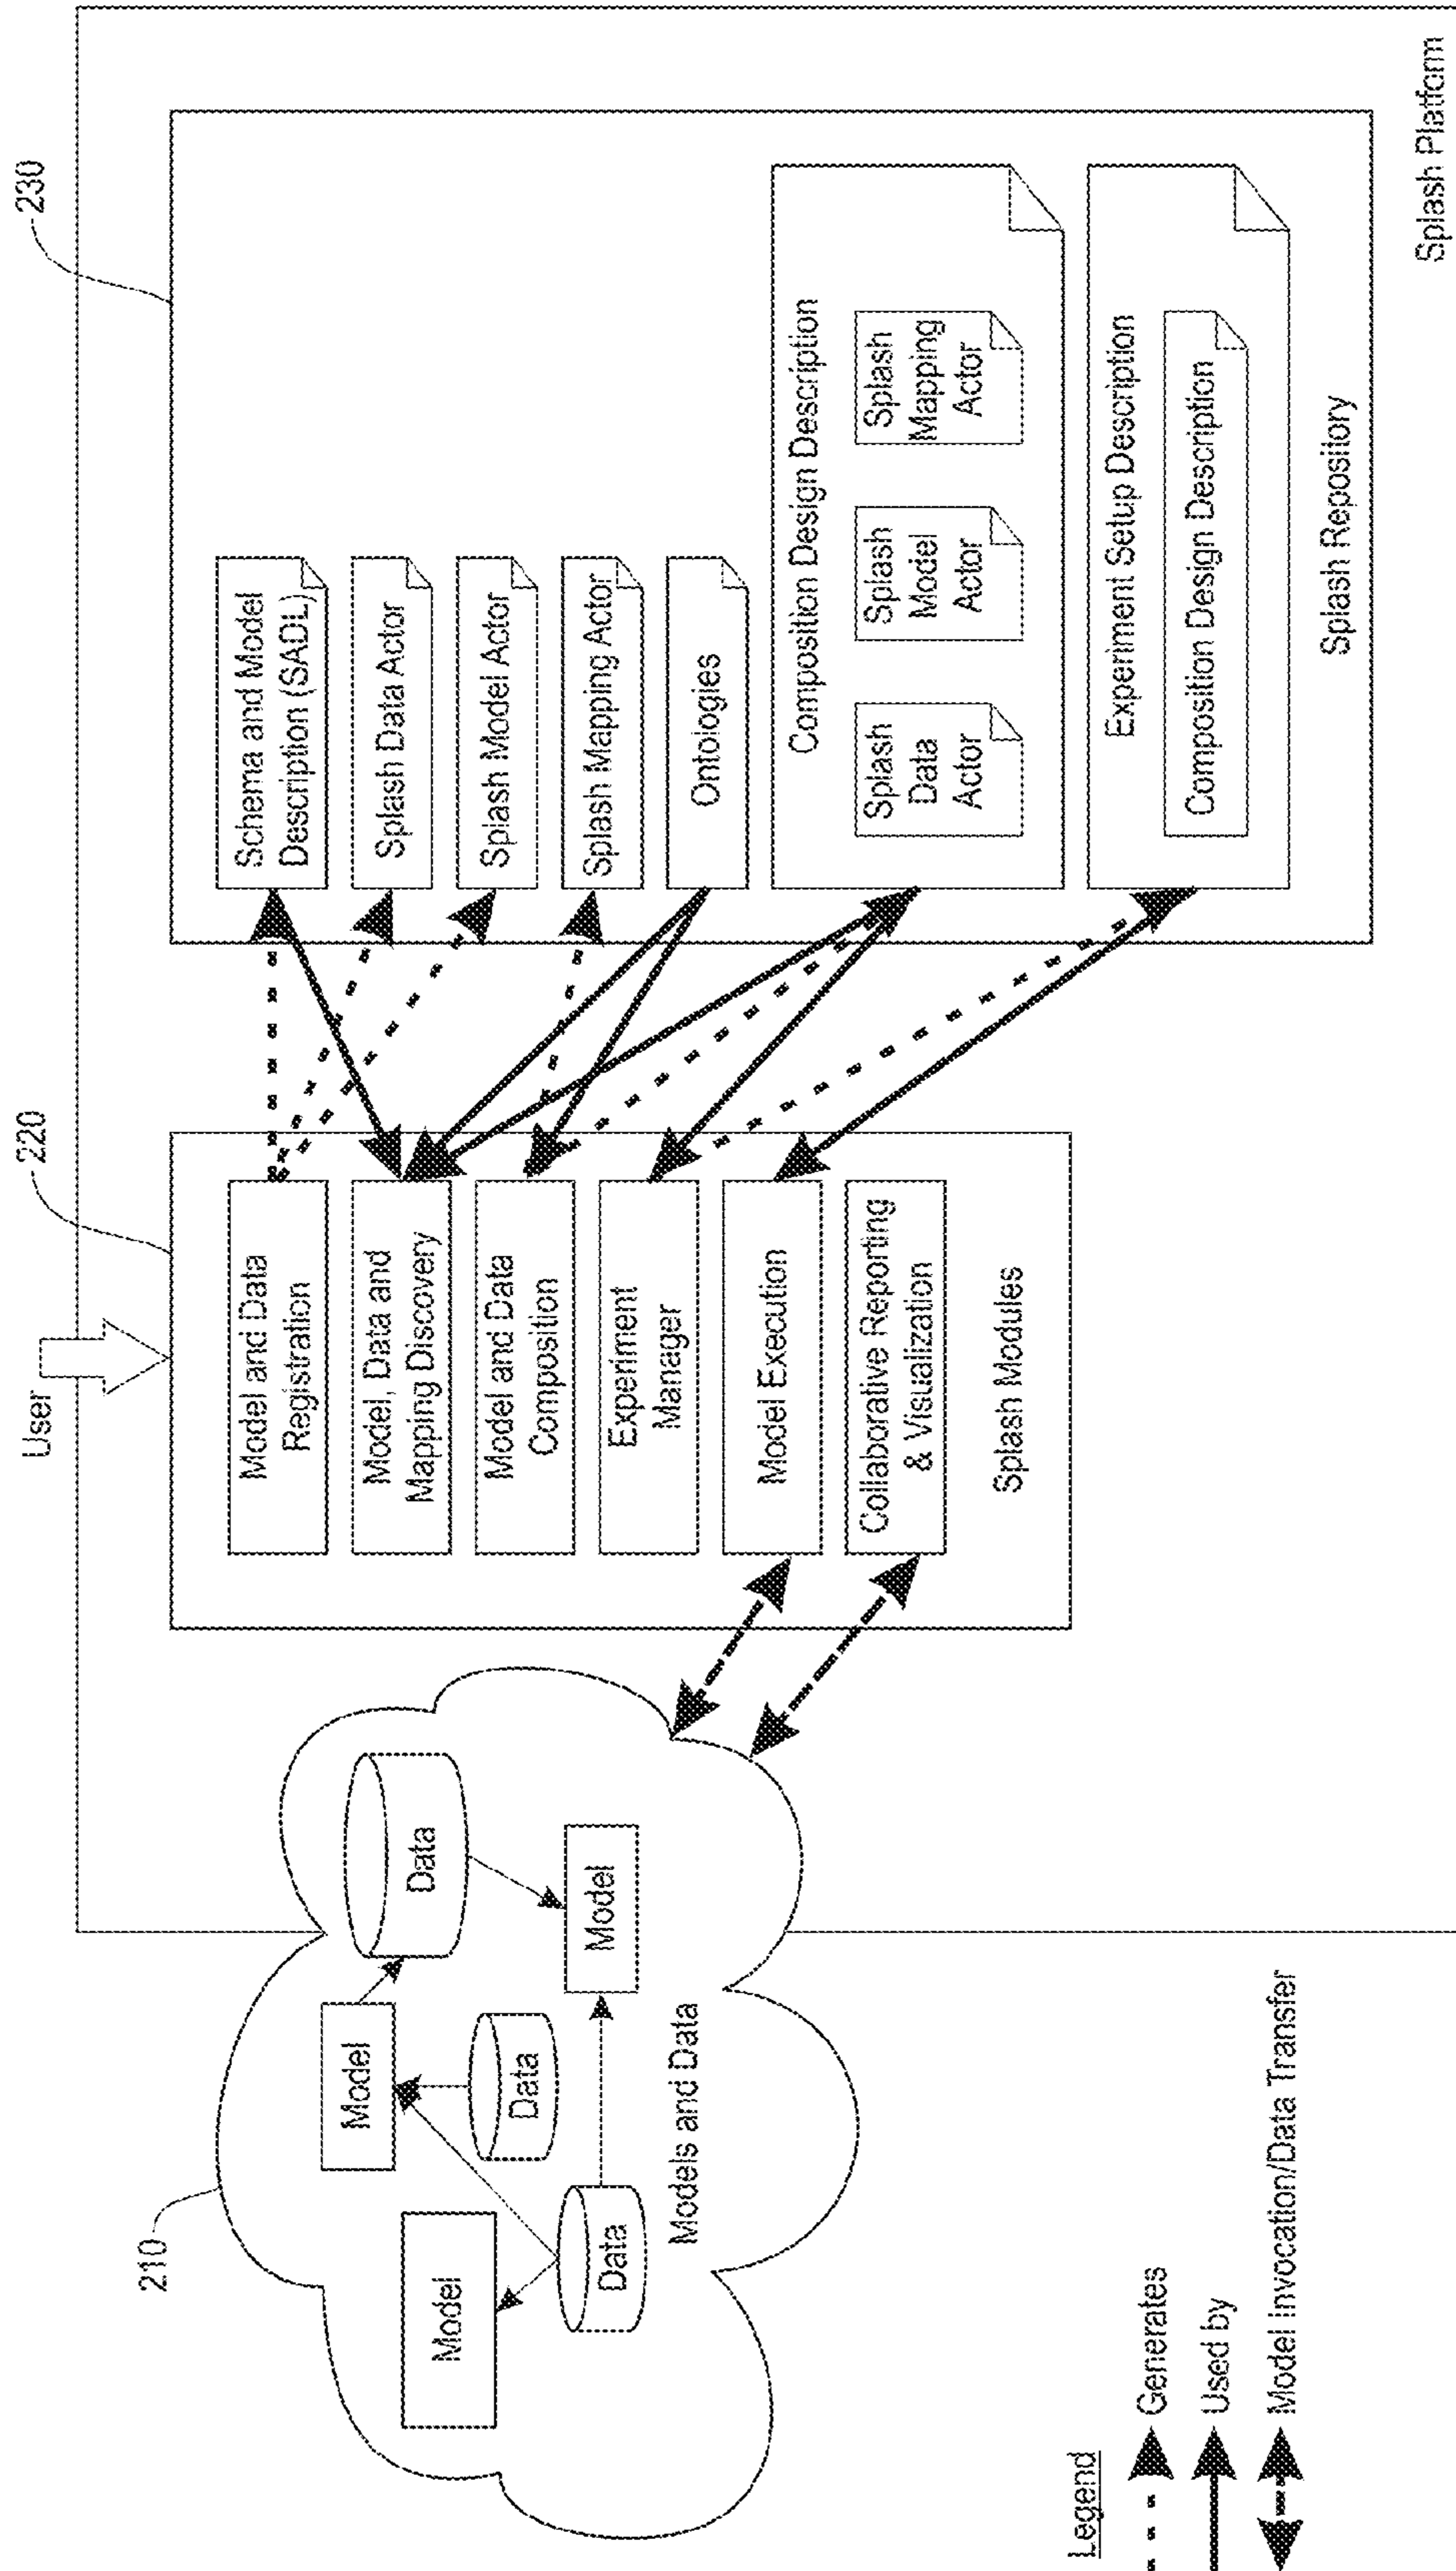 User
210
220
230
Model
Model
Data
Data
Data
Model
Models and Data
Model and Data
Registration
Model, Data and
Mapping Discovery
Model and Data
Composition
Experiment
Manager
Model Execution
Collaborative Reporting
& Visualization
Splash Modules
Schema and Model
Description (SADL)
Splash Data Actor
Splash Model Actor
Splash Mapping Actor
Ontologies
Composition Design Description
Splash
Data
Actor
Splash
Model
Actor
Splash
Mapping
Actor
Experiment Setup Description
Composition Design Description
Splash Repository
Splash Platform
Legend
Generates
Used by
Model Invocation/Data Transfer